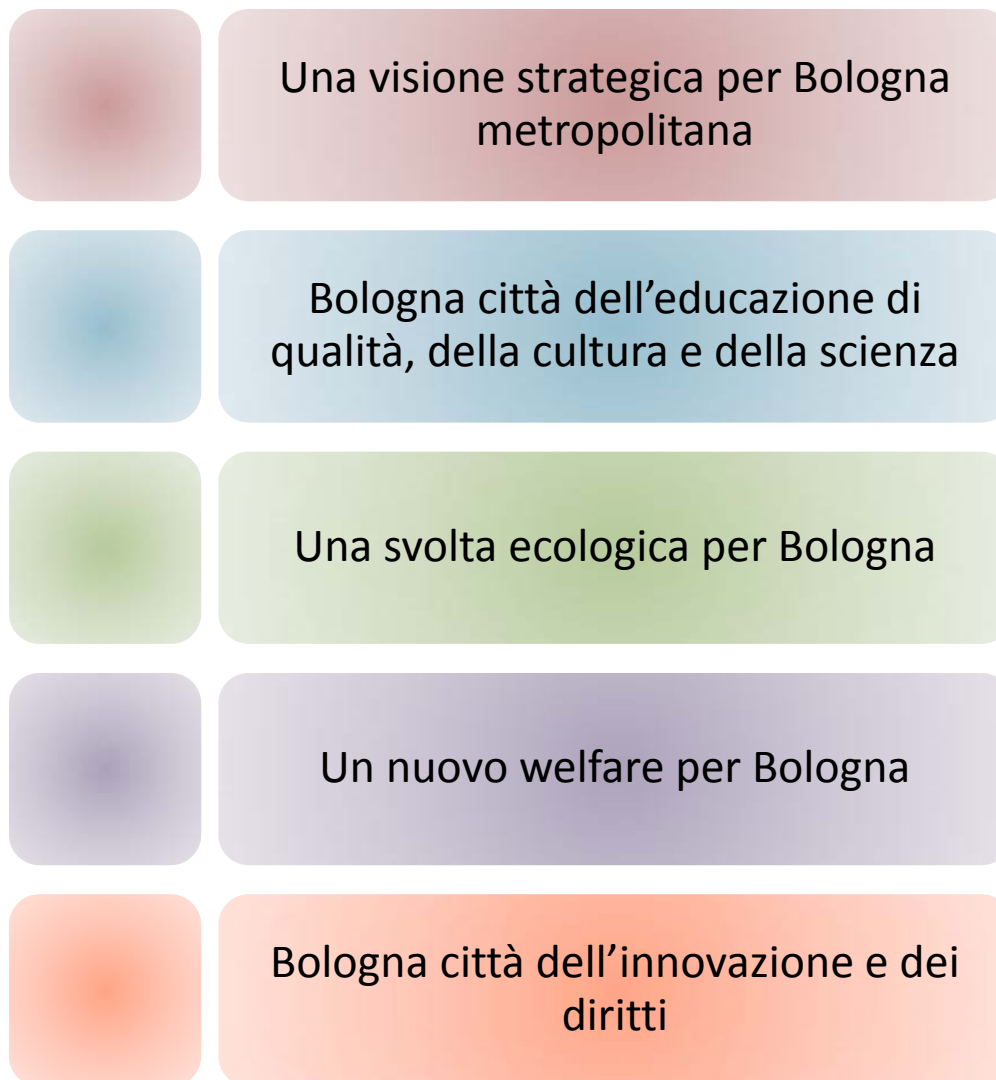 Una visione strategica per Bologna
metropolitana
Bologna città dell’educazione di
qualità, della cultura e della scienza
Una svolta ecologica per Bologna
Un nuovo welfare per Bologna
Bologna città dell’innovazione e dei
diritti